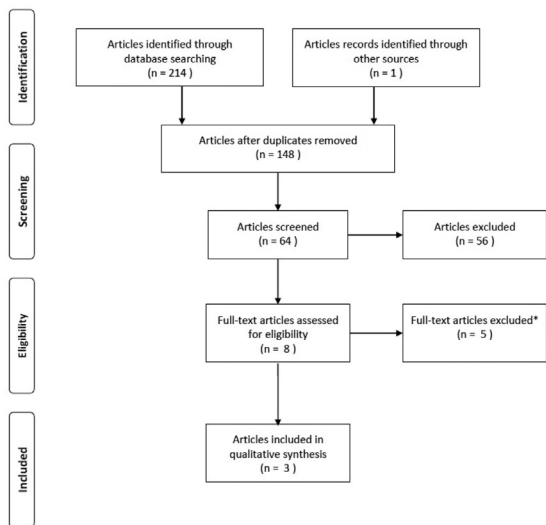 Identification
Articles identified through
database searching
(n = 214)
Articles records identified through
other sources
(n = 1 )
Articles after duplicates removed
(n = 148)
Screening
Articles screened
(n = 64)
Articles excluded
(n = 56)
Eligibility
Full-text articles assessed
for eligibility
(n = 8)
Full-text articles excluded*
(n = 5)
Included
Articles included in
qualitative synthesis
(n = 3)